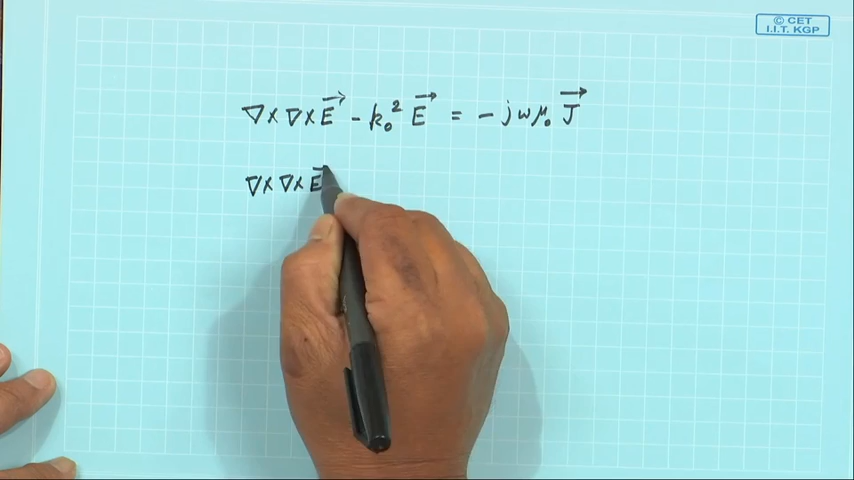 © CET
I.I.T. KGP
∇×∇×E⃗ - k₀² E⃗ = - jωμ₀ J⃗
∇×∇×E⃗